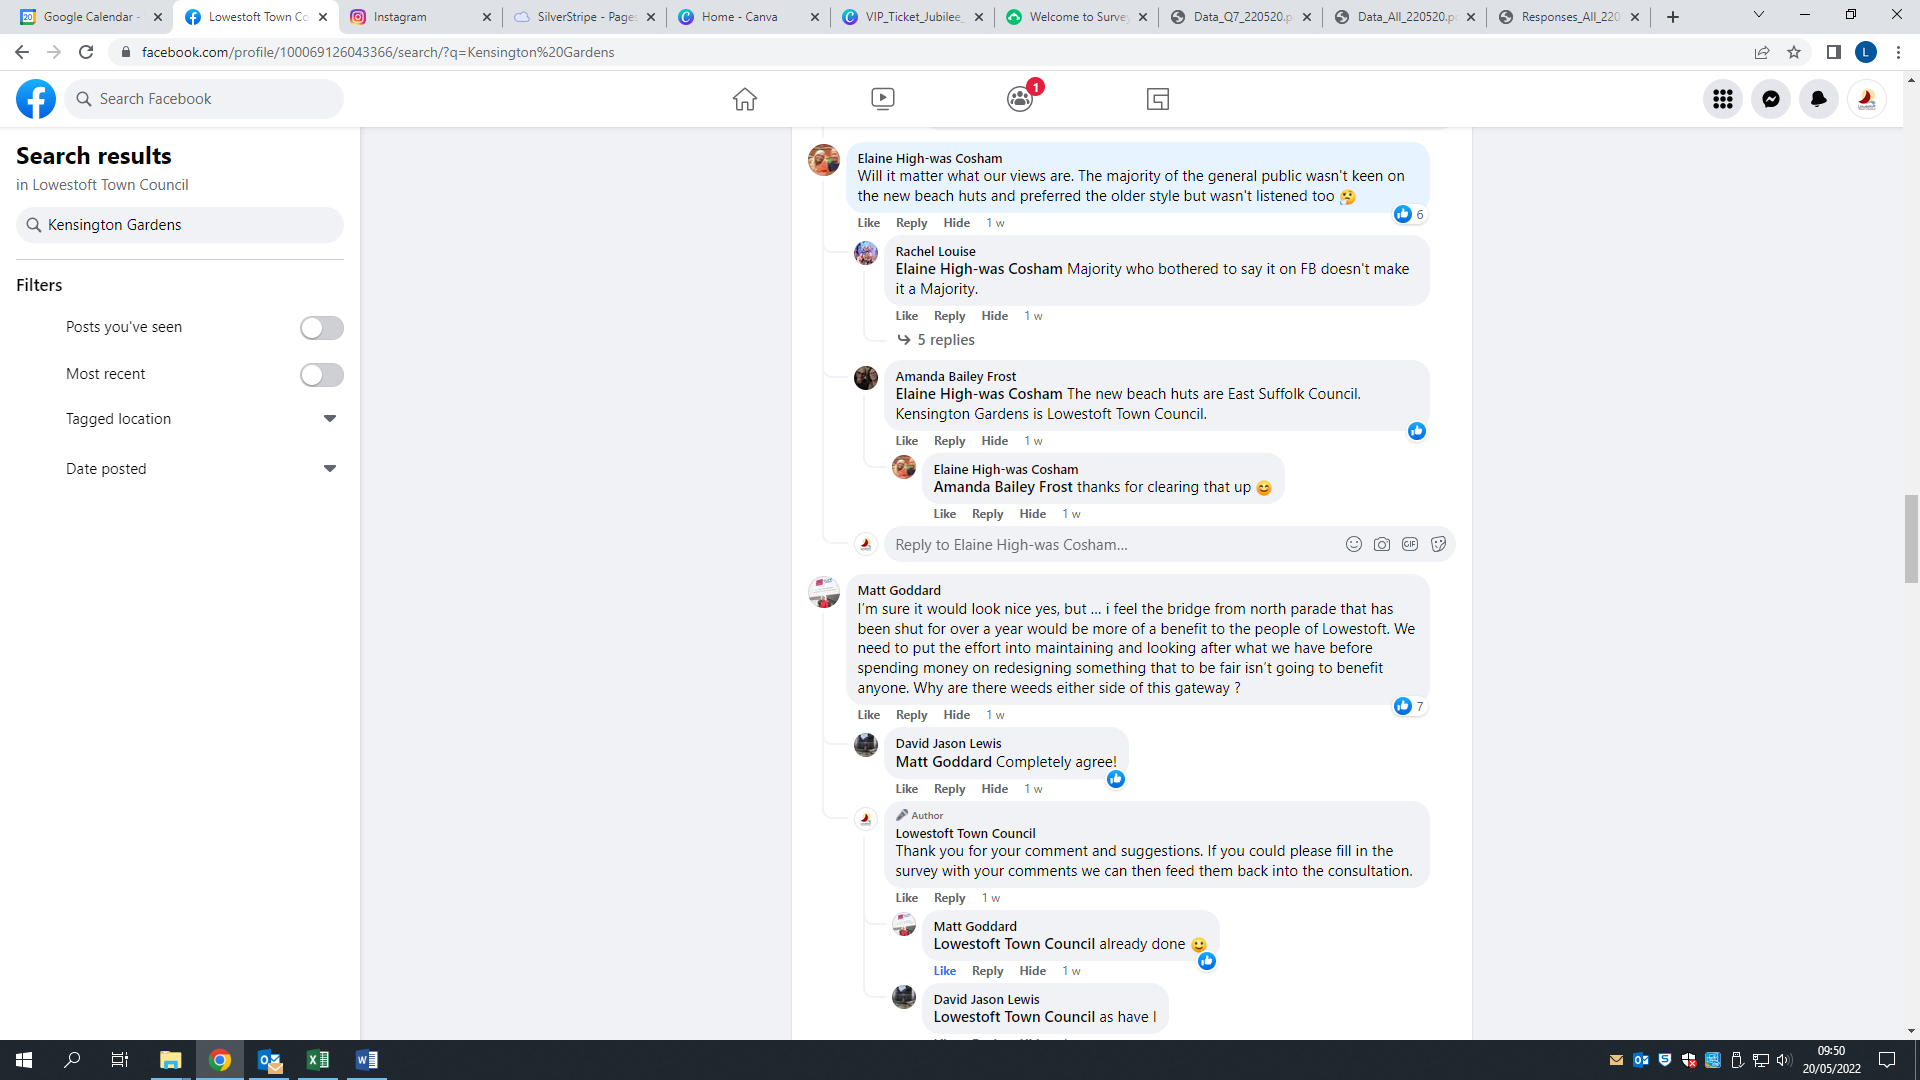 Google Calendar -
Lowestoft Town Co
Instagram
SilverStripe - Pages
Home - Canva
VIP_Ticket_Jubilee_
Welcome to Survey
Data_Q7_220520.p
Data_All_220520.pd
Responses_All_220
facebook.com/profile/100069126043366/search/?q=Kensington%20Gardens
L
Search Facebook
1
Search results
in Lowestoft Town Council
Kensington Gardens
Filters
Posts you've seen
Most recent
Tagged location
Date posted
Elaine High-was Cosham
Will it matter what our views are. The majority of the general public wasn't keen on
the new beach huts and preferred the older style but wasn't listened too 🤔
6
Like Reply Hide 1 w
Rachel Louise
Elaine High-was Cosham Majority who bothered to say it on FB doesn't make
it a Majority.
Like Reply Hide 1 w
5 replies
Amanda Bailey Frost
Elaine High-was Cosham The new beach huts are East Suffolk Council.
Kensington Gardens is Lowestoft Town Council.
Like Reply Hide 1 w
Elaine High-was Cosham
Amanda Bailey Frost thanks for clearing that up 😊
Like Reply Hide 1 w
Reply to Elaine High-was Cosham...
GIF
Matt Goddard
I'm sure it would look nice yes, but ... i feel the bridge from north parade that has
been shut for over a year would be more of a benefit to the people of Lowestoft. We
need to put the effort into maintaining and looking after what we have before
spending money on redesigning something that to be fair isn't going to benefit
anyone. Why are there weeds either side of this gateway ?
7
Like Reply Hide 1 w
David Jason Lewis
Matt Goddard Completely agree!
Like Reply Hide 1 w
Author
Lowestoft Town Council
Thank you for your comment and suggestions. If you could please fill in the
survey with your comments we can then feed them back into the consultation.
Like Reply 1 w
Matt Goddard
Lowestoft Town Council already done 🙂
Like Reply Hide 1 w
David Jason Lewis
Lowestoft Town Council as have I
09:50
20/05/2022